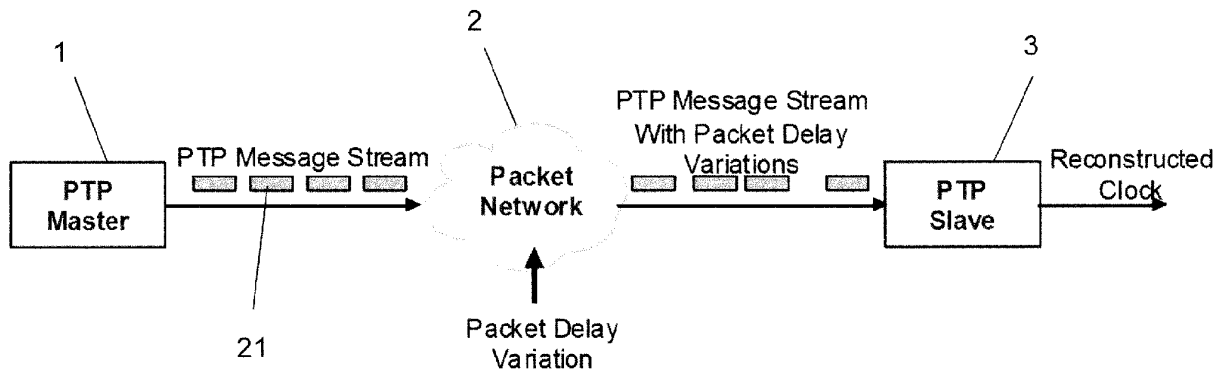 1
2
3
PTP Master
PTP Message Stream
21
Packet
Network
Packet Delay
Variation
PTP Message Stream
With Packet Delay
Variations
PTP
Slave
Reconstructed
Clock